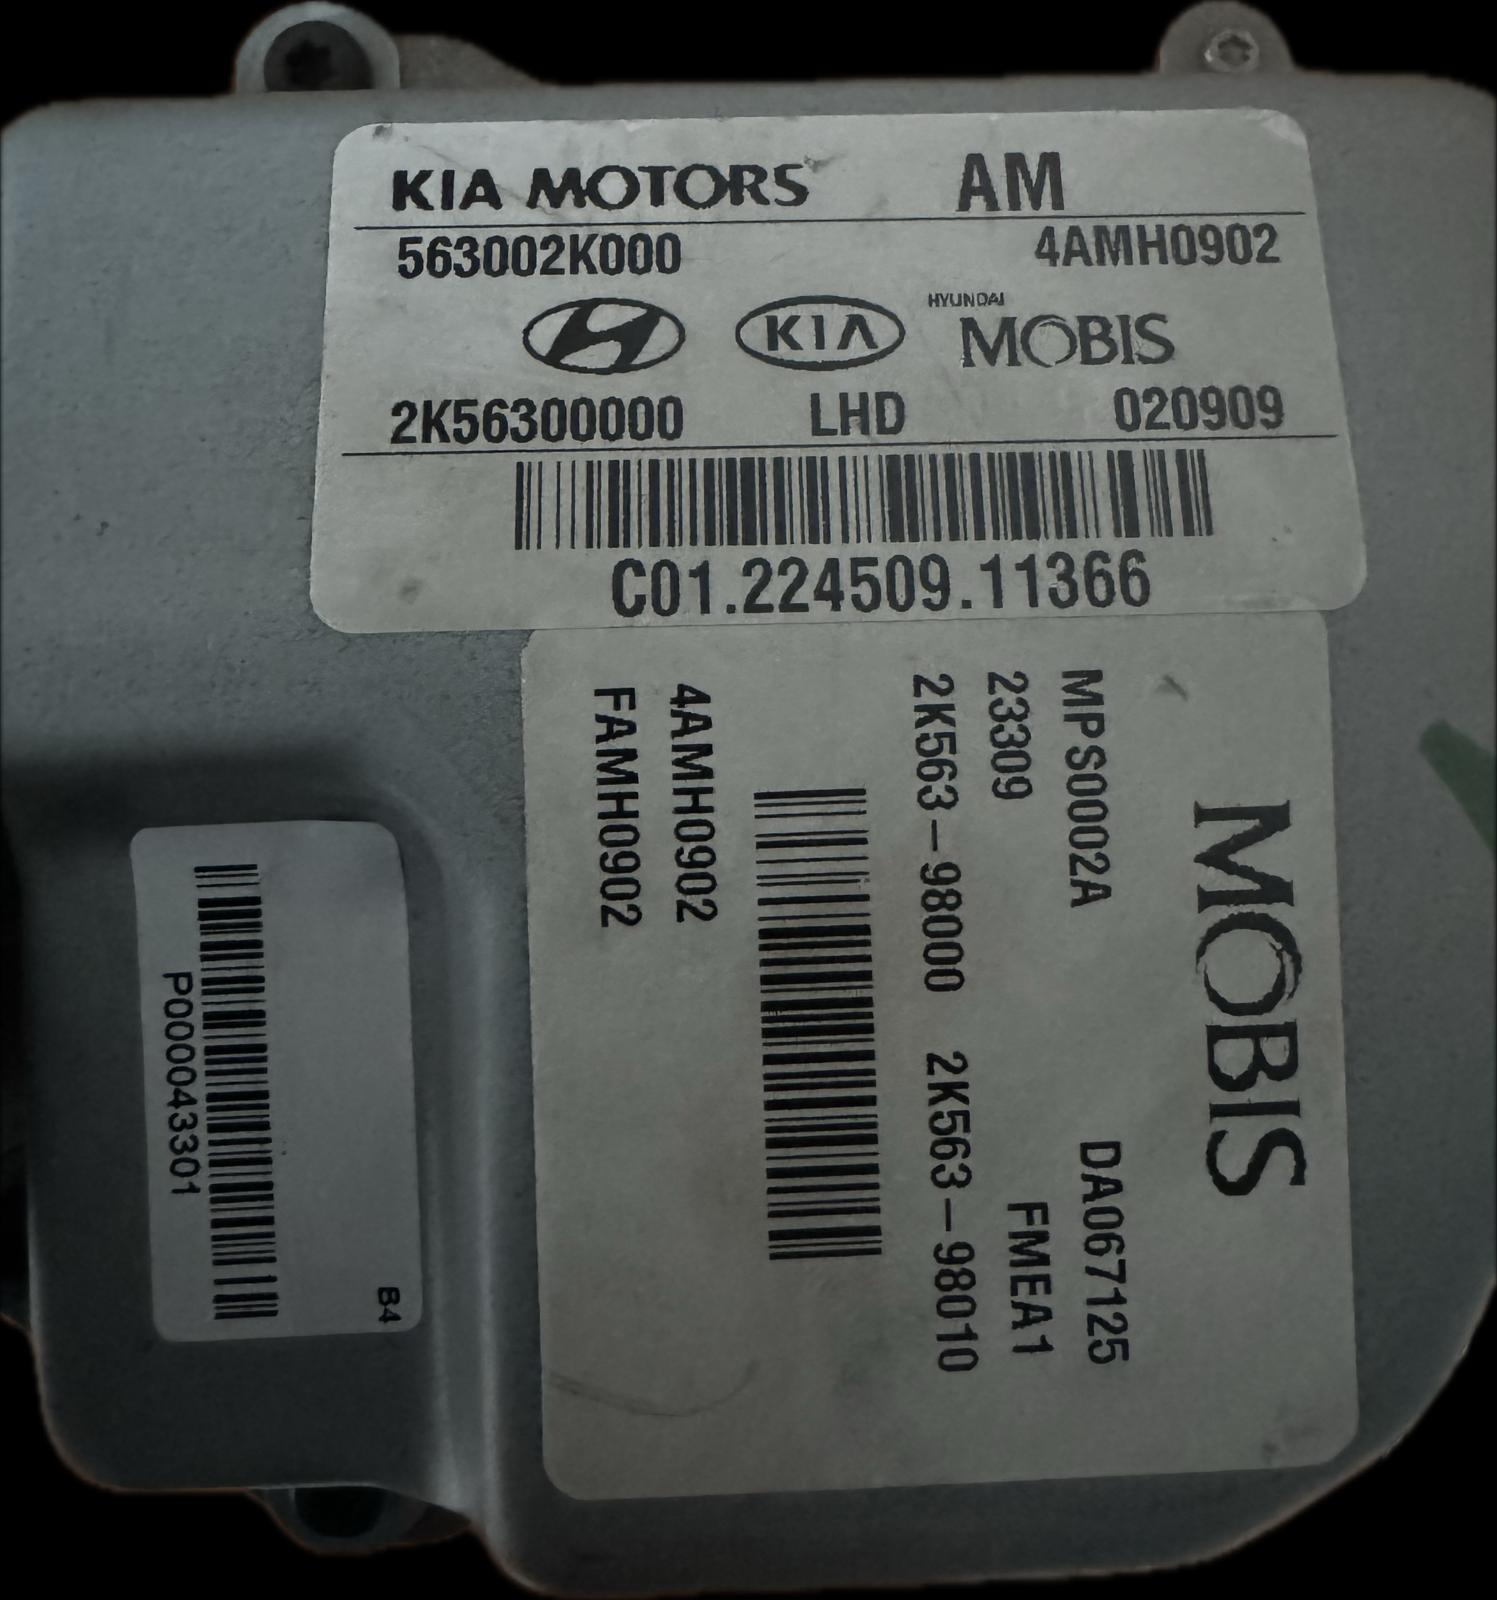 KIA MOTORS AM
563002K000 4AMH0902
KIA HYUNDAI MOBIS
2K56300000 LHD 020909
C01.224509.11366
MOBIS
MPS0002A DA067125
23309 FMEA1
2K563-98000 2K563-98010
4AMH0902
FAMH0902
B4
P000043301